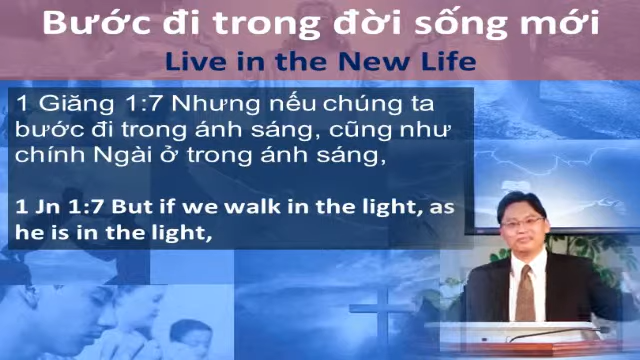 Bước đi trong đời sống mới
Live in the New Life
1 Giăng 1:7 Nhưng nếu chúng ta
bước đi trong ánh sáng, cũng như
chính Ngài ở trong ánh sáng,
1 Jn 1:7 But if we walk in the light, as
he is in the light,